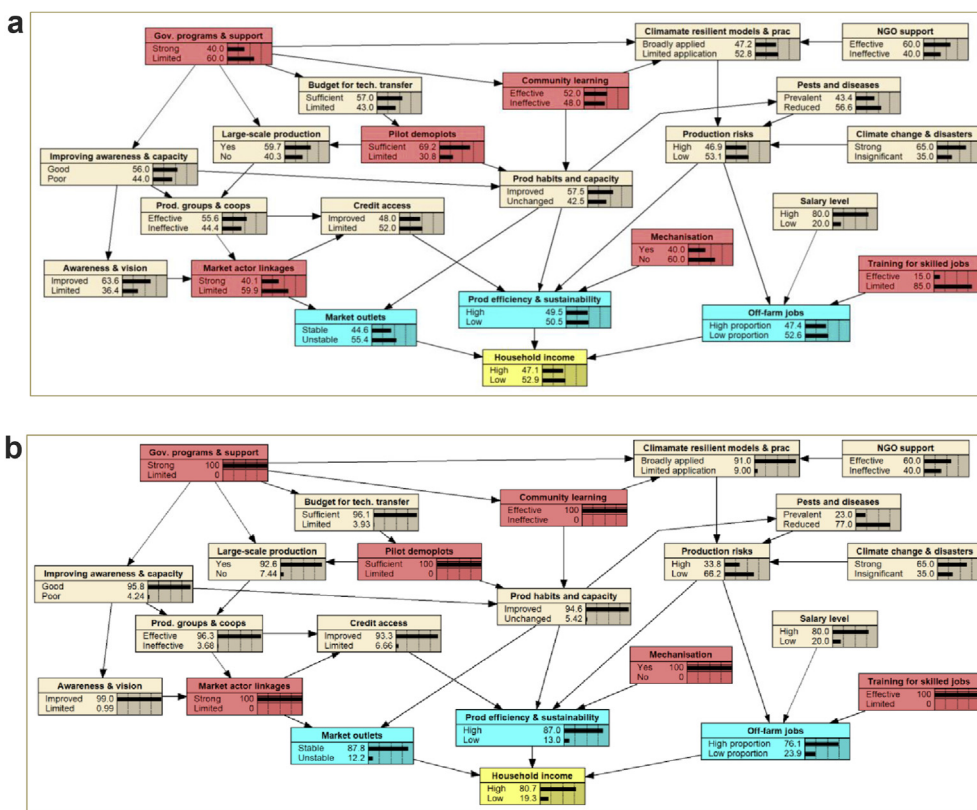 a
Gov. programs & support
Strong 40.0
Limited 60.0
Climamate resilient models & prac
Broadly applied 47.2
Limited application 52.8
NGO support
Effective 60.0
Ineffective 40.0
Budget for tech. transfer
Sufficient 57.0
Limited 43.0
Community learning
Effective 52.0
Ineffective 48.0
Pests and diseases
Prevalent 43.4
Reduced 56.6
Large-scale production
Yes 59.7
No 40.3
Pilot demoplots
Sufficient 69.2
Limited 30.8
Production risks
High 46.9
Low 53.1
Climate change & disasters
Strong 65.0
Insignificant 35.0
Improving awareness & capacity
Good 56.0
Poor 44.0
Prod habits and capacity
Improved 57.5
Unchanged 42.5
Prod. groups & coops
Effective 55.6
Ineffective 44.4
Credit access
Improved 48.0
Limited 52.0
Salary level
High 80.0
Low 20.0
Mechanisation
Yes 40.0
No 60.0
Awareness & vision
Improved 63.6
Limited 36.4
Market actor linkages
Strong 40.1
Limited 59.9
Training for skilled jobs
Effective 15.0
Limited 85.0
Prod efficiency & sustainability
High 49.5
Low 50.5
Market outlets
Stable 44.6
Unstable 55.4
Off-farm jobs
High proportion 47.4
Low proportion 52.6
Household income
High 47.1
Low 52.9
b
Gov. programs & support
Strong 100
Limited 0
Climamate resilient models & prac
Broadly applied 91.0
Limited application 9.00
NGO support
Effective 60.0
Ineffective 40.0
Budget for tech. transfer
Sufficient 96.1
Limited 3.93
Community learning
Effective 100
Ineffective 0
Pests and diseases
Prevalent 23.0
Reduced 77.0
Large-scale production
Yes 92.6
No 7.44
Pilot demoplots
Sufficient 100
Limited 0
Production risks
High 33.8
Low 66.2
Climate change & disasters
Strong 65.0
Insignificant 35.0
Improving awareness & capacity
Good 95.8
Poor 4.24
Prod habits and capacity
Improved 94.6
Unchanged 5.42
Prod. groups & coops
Effective 96.3
Ineffective 3.68
Credit access
Improved 93.3
Limited 6.66
Salary level
High 80.0
Low 20.0
Mechanisation
Yes 100
No 0
Awareness & vision
Improved 99.0
Limited 0.99
Market actor linkages
Strong 100
Limited 0
Training for skilled jobs
Effective 100
Limited 0
Prod efficiency & sustainability
High 87.0
Low 13.0
Market outlets
Stable 87.8
Unstable 12.2
Off-farm jobs
High proportion 76.1
Low proportion 23.9
Household income
High 80.7
Low 19.3